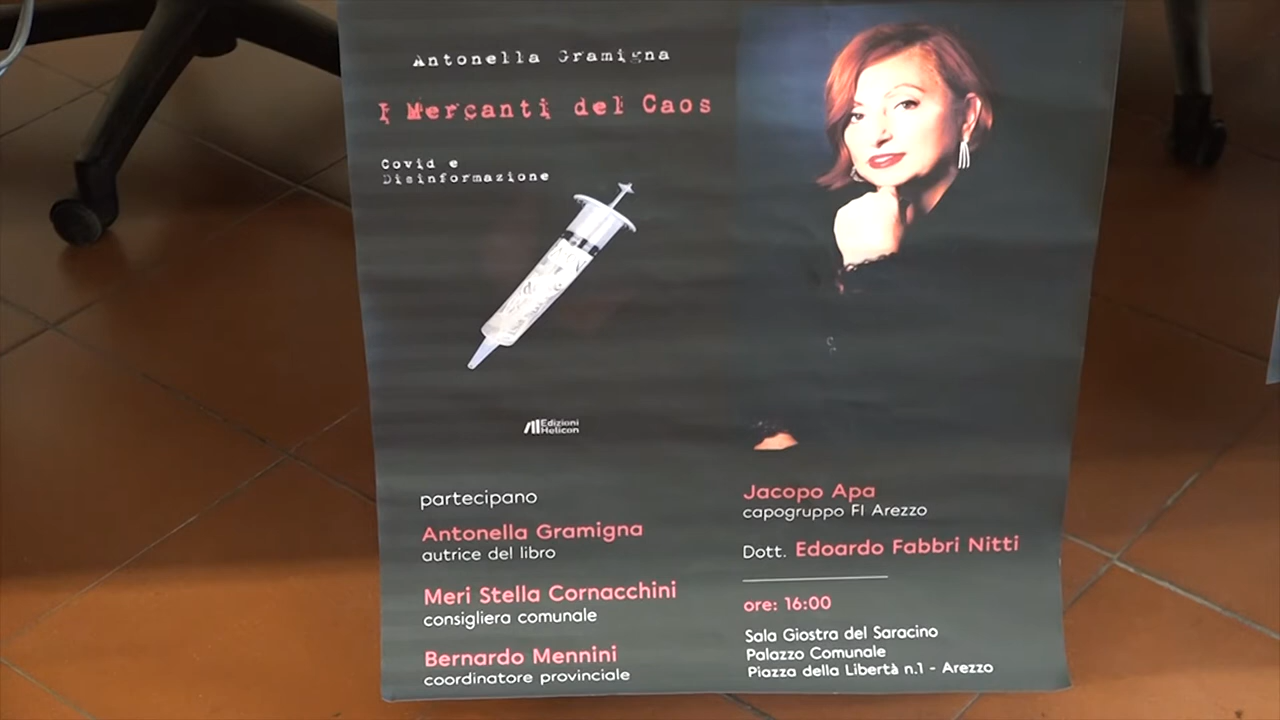 Antonella Gramigna
I Mercanti del Caos
Covid e
Disinformazione
Edizioni
Helicon
partecipano
Antonella Gramigna
autrice del libro
Meri Stella Cornacchini
consigliera comunale
Bernardo Mennini
coordinatore provinciale
Jacopo Apa
capogruppo FI Arezzo
Dott. Edoardo Fabbri Nitti
ore: 16:00
Sala Giostra del Saracino
Palazzo Comunale
Piazza della Libertà n.1 - Arezzo